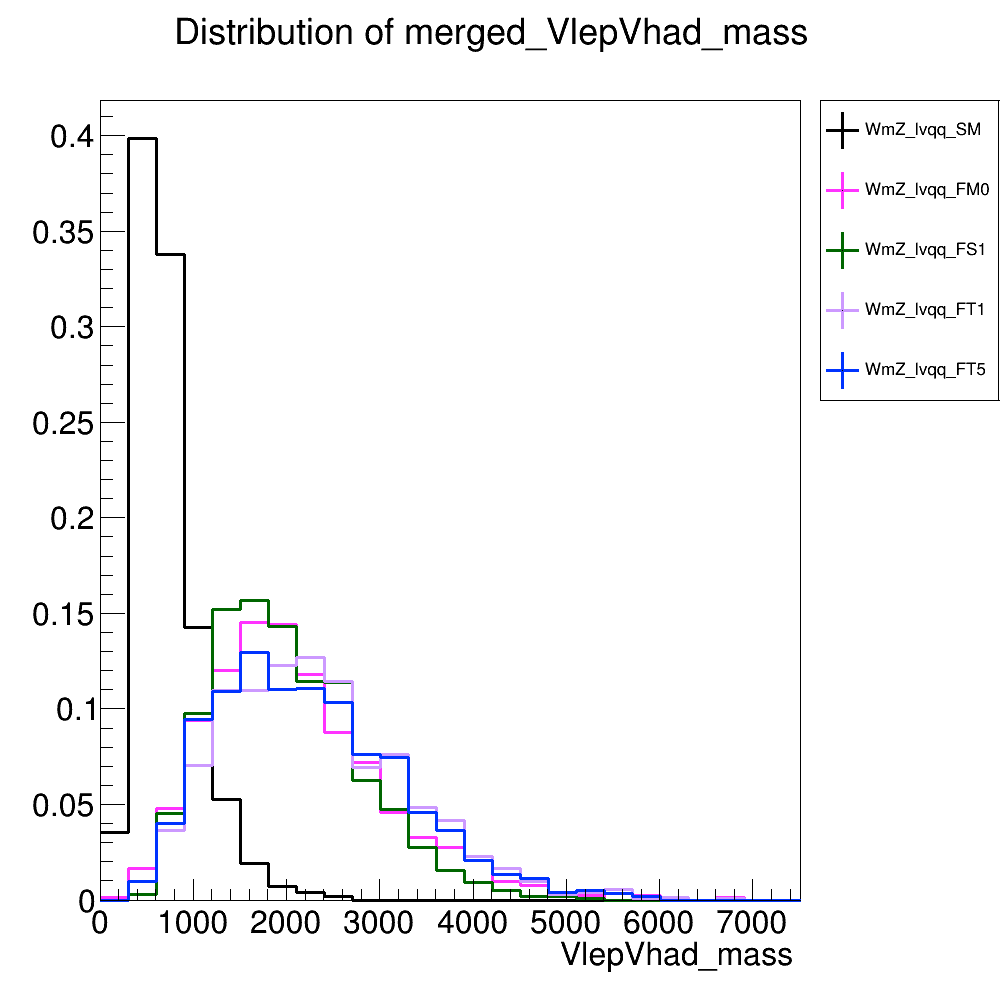 Distribution of merged_VlepVhad_mass
0.4
0.35
0.3
0.25
0.2
0.15
0.1
0.05
0
0 1000 2000 3000 4000 5000 6000 7000
VlepVhad_mass
WmZ_lvqq_SM
WmZ_lvqq_FM0
WmZ_lvqq_FS1
WmZ_lvqq_FT1
WmZ_lvqq_FT5